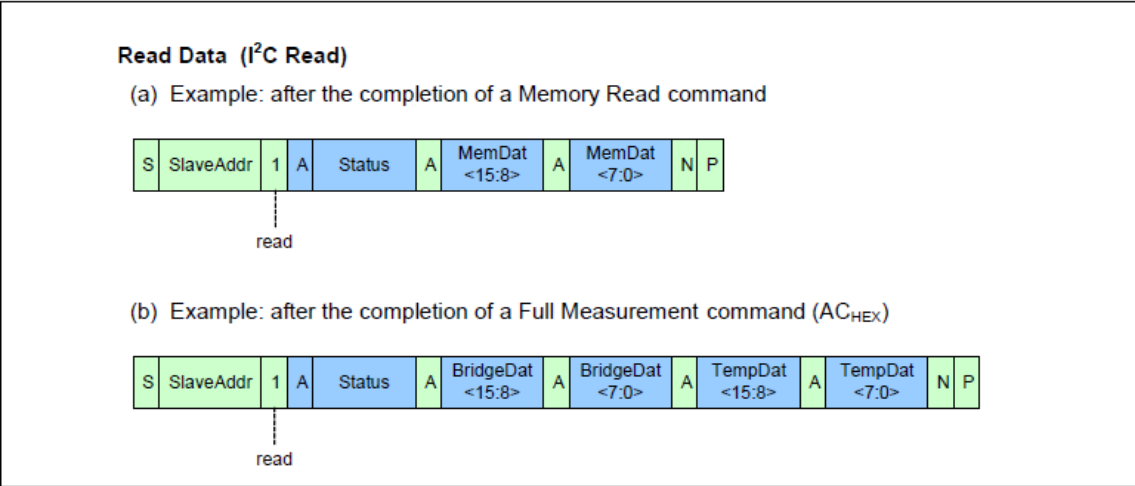 Read Data (I²C Read)
(a) Example: after the completion of a Memory Read command
S SlaveAddr 1 A Status A MemDat <15:8> A MemDat <7:0> N P
read
(b) Example: after the completion of a Full Measurement command (AC_HEX)
S SlaveAddr 1 A Status A BridgeDat <15:8> A BridgeDat <7:0> A TempDat <15:8> A TempDat <7:0> N P
read